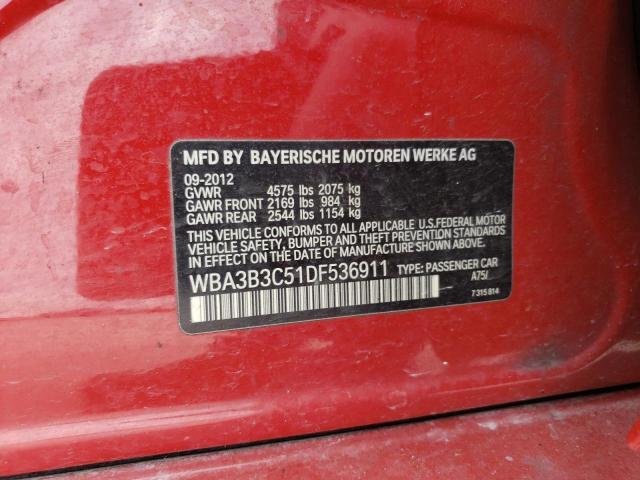 MFD BY BAYERISCHE MOTOREN WERKE AG
09-2012
GVWR 4575 lbs 2075 kg
GAWR FRONT 2169 lbs 984 kg
GAWR REAR 2544 lbs 1154 kg
THIS VEHICLE CONFORMS TO ALL APPLICABLE U.S.FEDERAL MOTOR
VEHICLE SAFETY, BUMPER AND THEFT PREVENTION STANDARDS
IN EFFECT ON THE DATE OF MANUFACTURE SHOWN ABOVE.
WBA3B3C51DF536911 TYPE: PASSENGER CAR
A75/
7 315 814